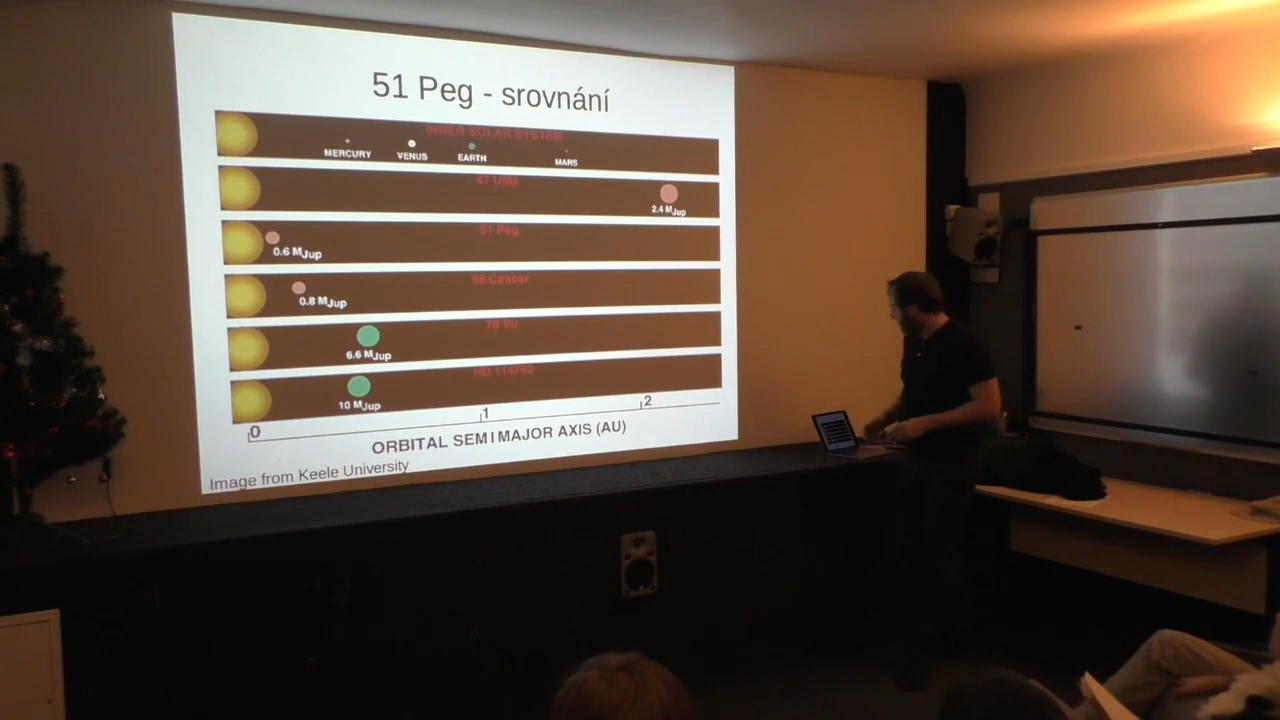 51 Peg - srovnání
INNER SOLAR SYSTEM
MERCURY VENUS EARTH MARS
47 UMa
2.4 MJup
51 Peg
0.6 MJup
55 Cancer
0.8 MJup
70 Vir
6.6 MJup
HD 114762
10 MJup
0 1 2
ORBITAL SEMIMAJOR AXIS (AU)
Image from Keele University